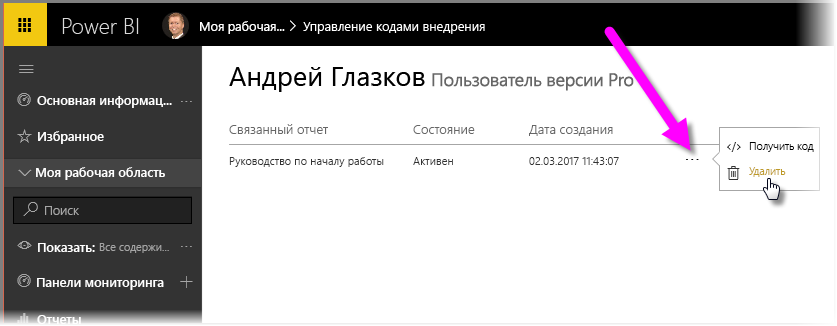 Power BI
Моя рабочая... > Управление кодами внедрения
Андрей Глазков Пользователь версии Pro
Основная информац... ...
Избранное
Моя рабочая область
Поиск
Показать: Все содержи... ...
Панели мониторинга +
Отчеты
Связанный отчет Состояние Дата создания
Руководство по началу работы Активен 02.03.2017 11:43:07 ...
</> Получить код
Удалить